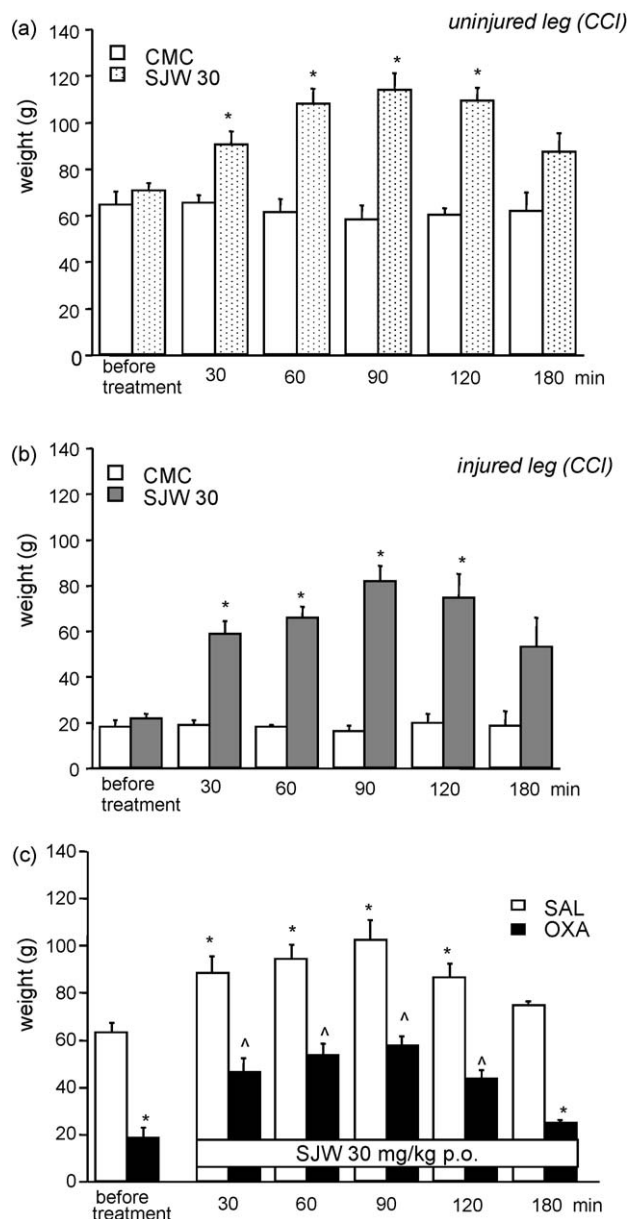 (a)
uninjured leg (CCI)
140
CMC
SJW 30
120
100
80
60
40
20
0
weight (g)
*
*
*
*
before
treatment
30
60
90
120
180 min
(b)
injured leg (CCI)
140
CMC
SJW 30
120
100
80
60
40
20
0
weight (g)
*
*
*
*
before
treatment
30
60
90
120
180 min
(c)
140
SAL
OXA
120
100
80
60
40
20
0
weight (g)
*
*
*
*
*
^
^
^
^
*
SJW 30 mg/kg p.o.
before
treatment
30
60
90
120
180 min